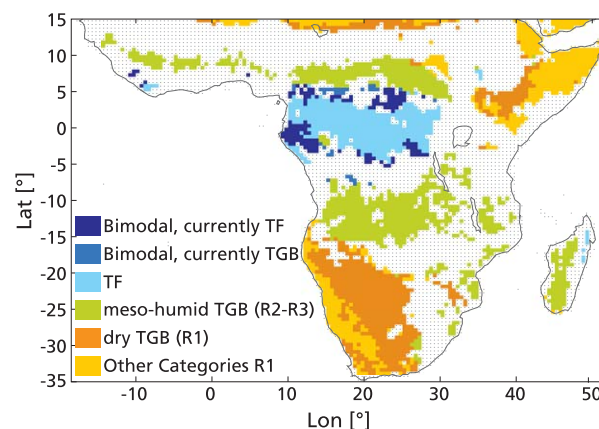 15
10
5
0
-5
-10
-15
-20
-25
-30
-35
Lat [°]
Bimodal, currently TF
Bimodal, currently TGB
TF
meso-humid TGB (R2-R3)
dry TGB (R1)
Other Categories R1
-10 0 10 20 30 40 50
Lon [°]